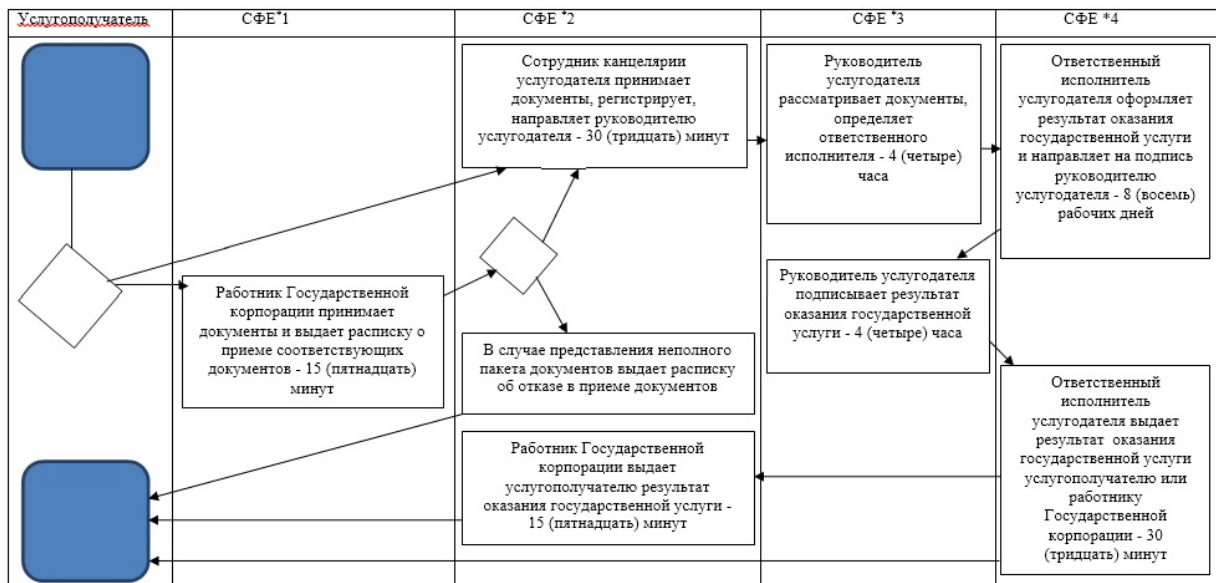 Услугополучатель
СФЕ*1
СФЕ *2
СФЕ *3
СФЕ *4
Сотрудник канцелярии
услугодателя принимает
документы, регистрирует,
направляет руководителю
услугодателя - 30 (тридцать) минут
Руководитель
услугодателя
рассматривает документы,
определяет
ответственного
исполнителя - 4 (четыре)
часа
Ответственный
исполнитель
услугодателя оформляет
результат оказания
государственной услуги
и направляет на подпись
руководителю
услугодателя - 8 (восемь)
рабочих дней
Работник Государственной
корпорации принимает
документы и выдает расписку о
приеме соответствующих
документов - 15 (пятнадцать)
минут
Руководитель услугодателя
подписывает результат
оказания государственной
услуги - 4 (четыре) часа
В случае представления неполного
пакета документов выдает расписку
об отказе в приеме документов
Ответственный
исполнитель
услугодателя выдает
результат оказания
государственной услуги
услугополучателю или
работнику
Государственной
корпорации - 30
(тридцать) минут
Работник Государственной
корпорации выдает
услугополучателю результат
оказания государственной услуги -
15 (пятнадцать) минут